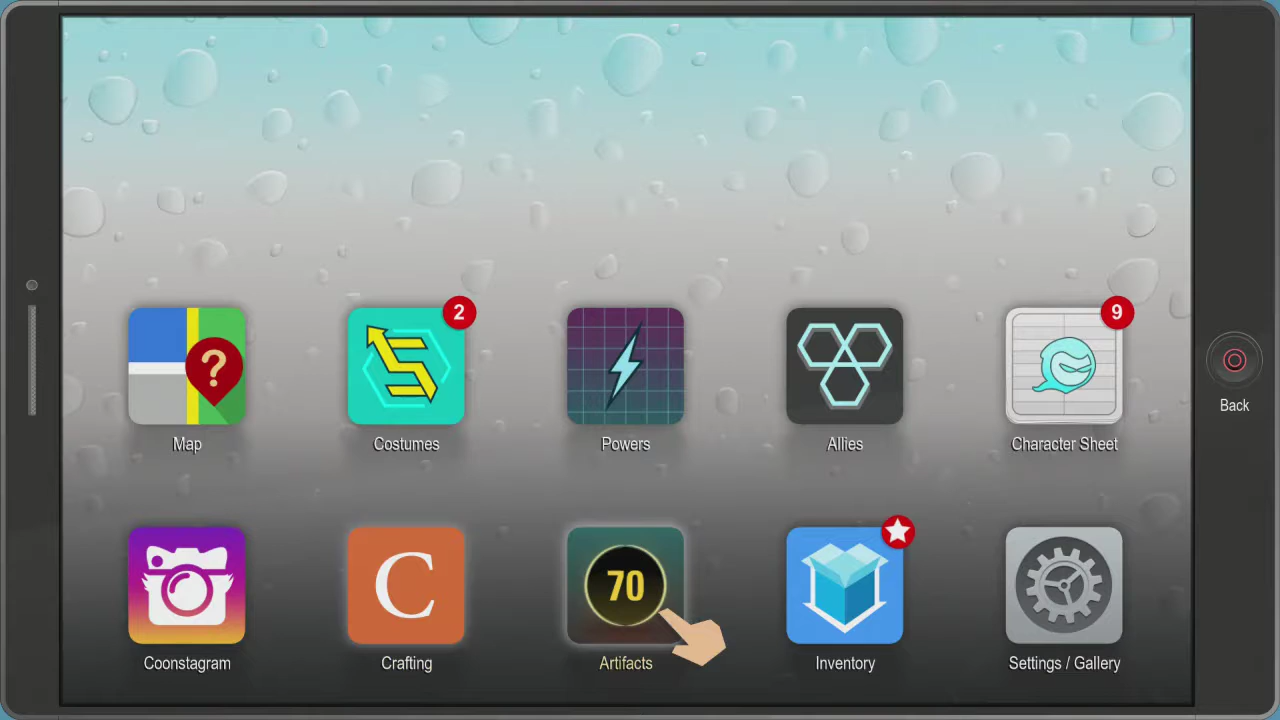 2
9
?
Map
Costumes
Powers
Allies
Character Sheet
Back
C
70
Coonstagram
Crafting
Artifacts
Inventory
Settings / Gallery